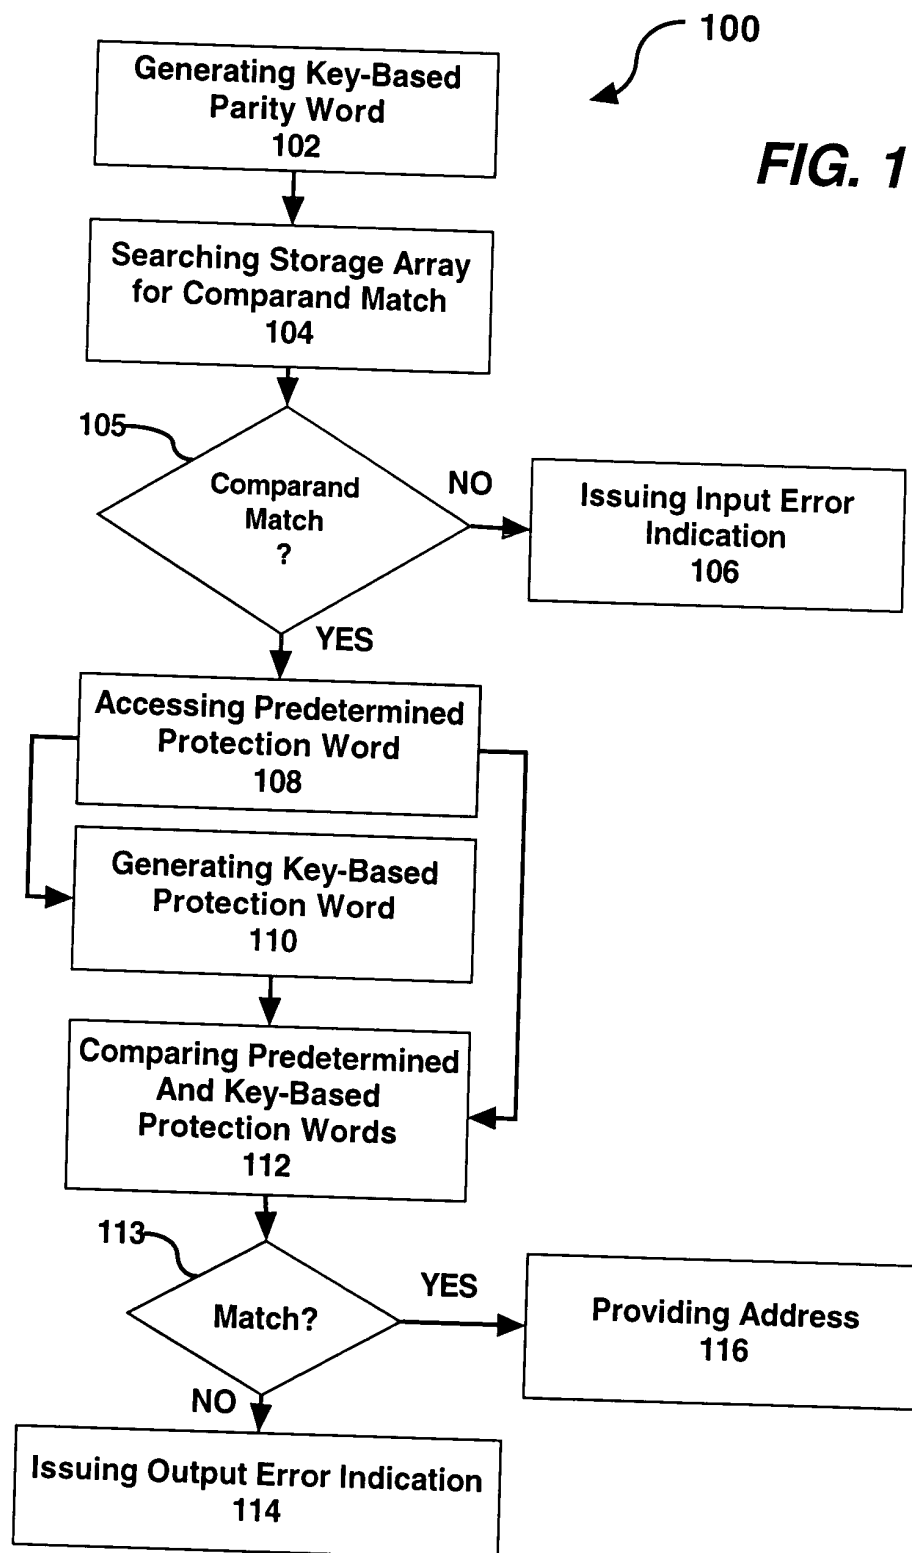 100
FIG. 1
Generating Key-Based
Parity Word
102
Searching Storage Array
for Comparand Match
104
105
Comparand
Match
?
NO
Issuing Input Error
Indication
106
YES
Accessing Predetermined
Protection Word
108
Generating Key-Based
Protection Word
110
Comparing Predetermined
And Key-Based
Protection Words
112
113
Match?
YES
Providing Address
116
NO
Issuing Output Error Indication
114